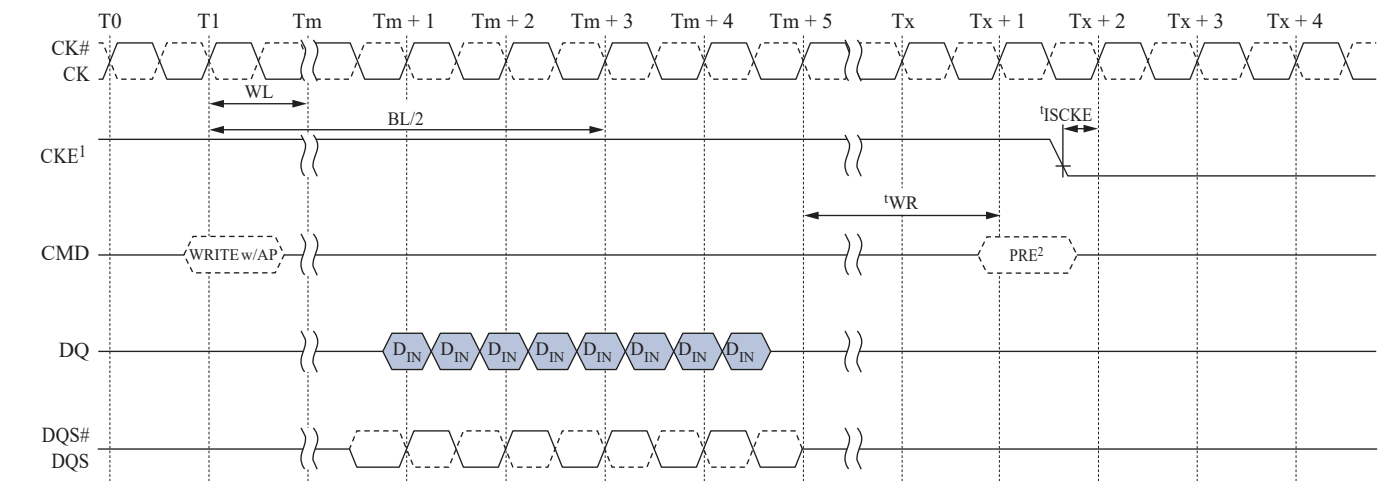 T0 T1 Tm Tm + 1 Tm + 2 Tm + 3 Tm + 4 Tm + 5 Tx Tx + 1 Tx + 2 Tx + 3 Tx + 4
CK#
CK
WL
BL/2
tISCKE
CKE1
tWR
CMD WRITE w/AP PRE2
DQ DIN DIN DIN DIN DIN DIN DIN DIN
DQS#
DQS